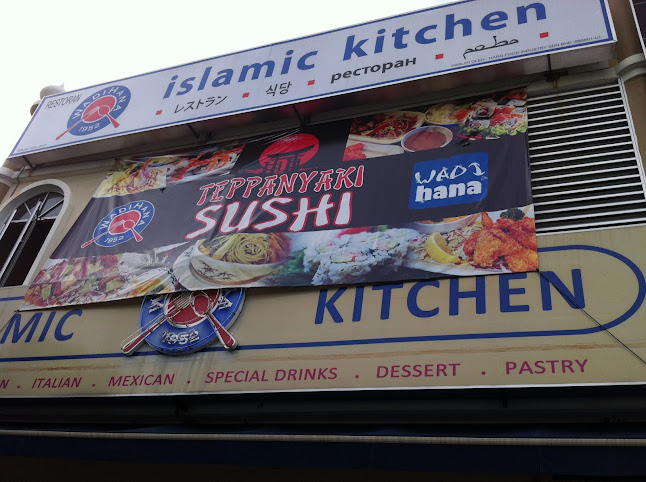 RESTORAN
WADIHANA
1952
islamic kitchen
· レストラン · 식당 · ресторан · مطعم ·
TEPPANYAKI
SUSHI
WADI
hana
WADIHANA
1952
MIC KITCHEN
1952
N . ITALIAN . MEXICAN . SPECIAL DRINKS . DESSERT . PASTRY